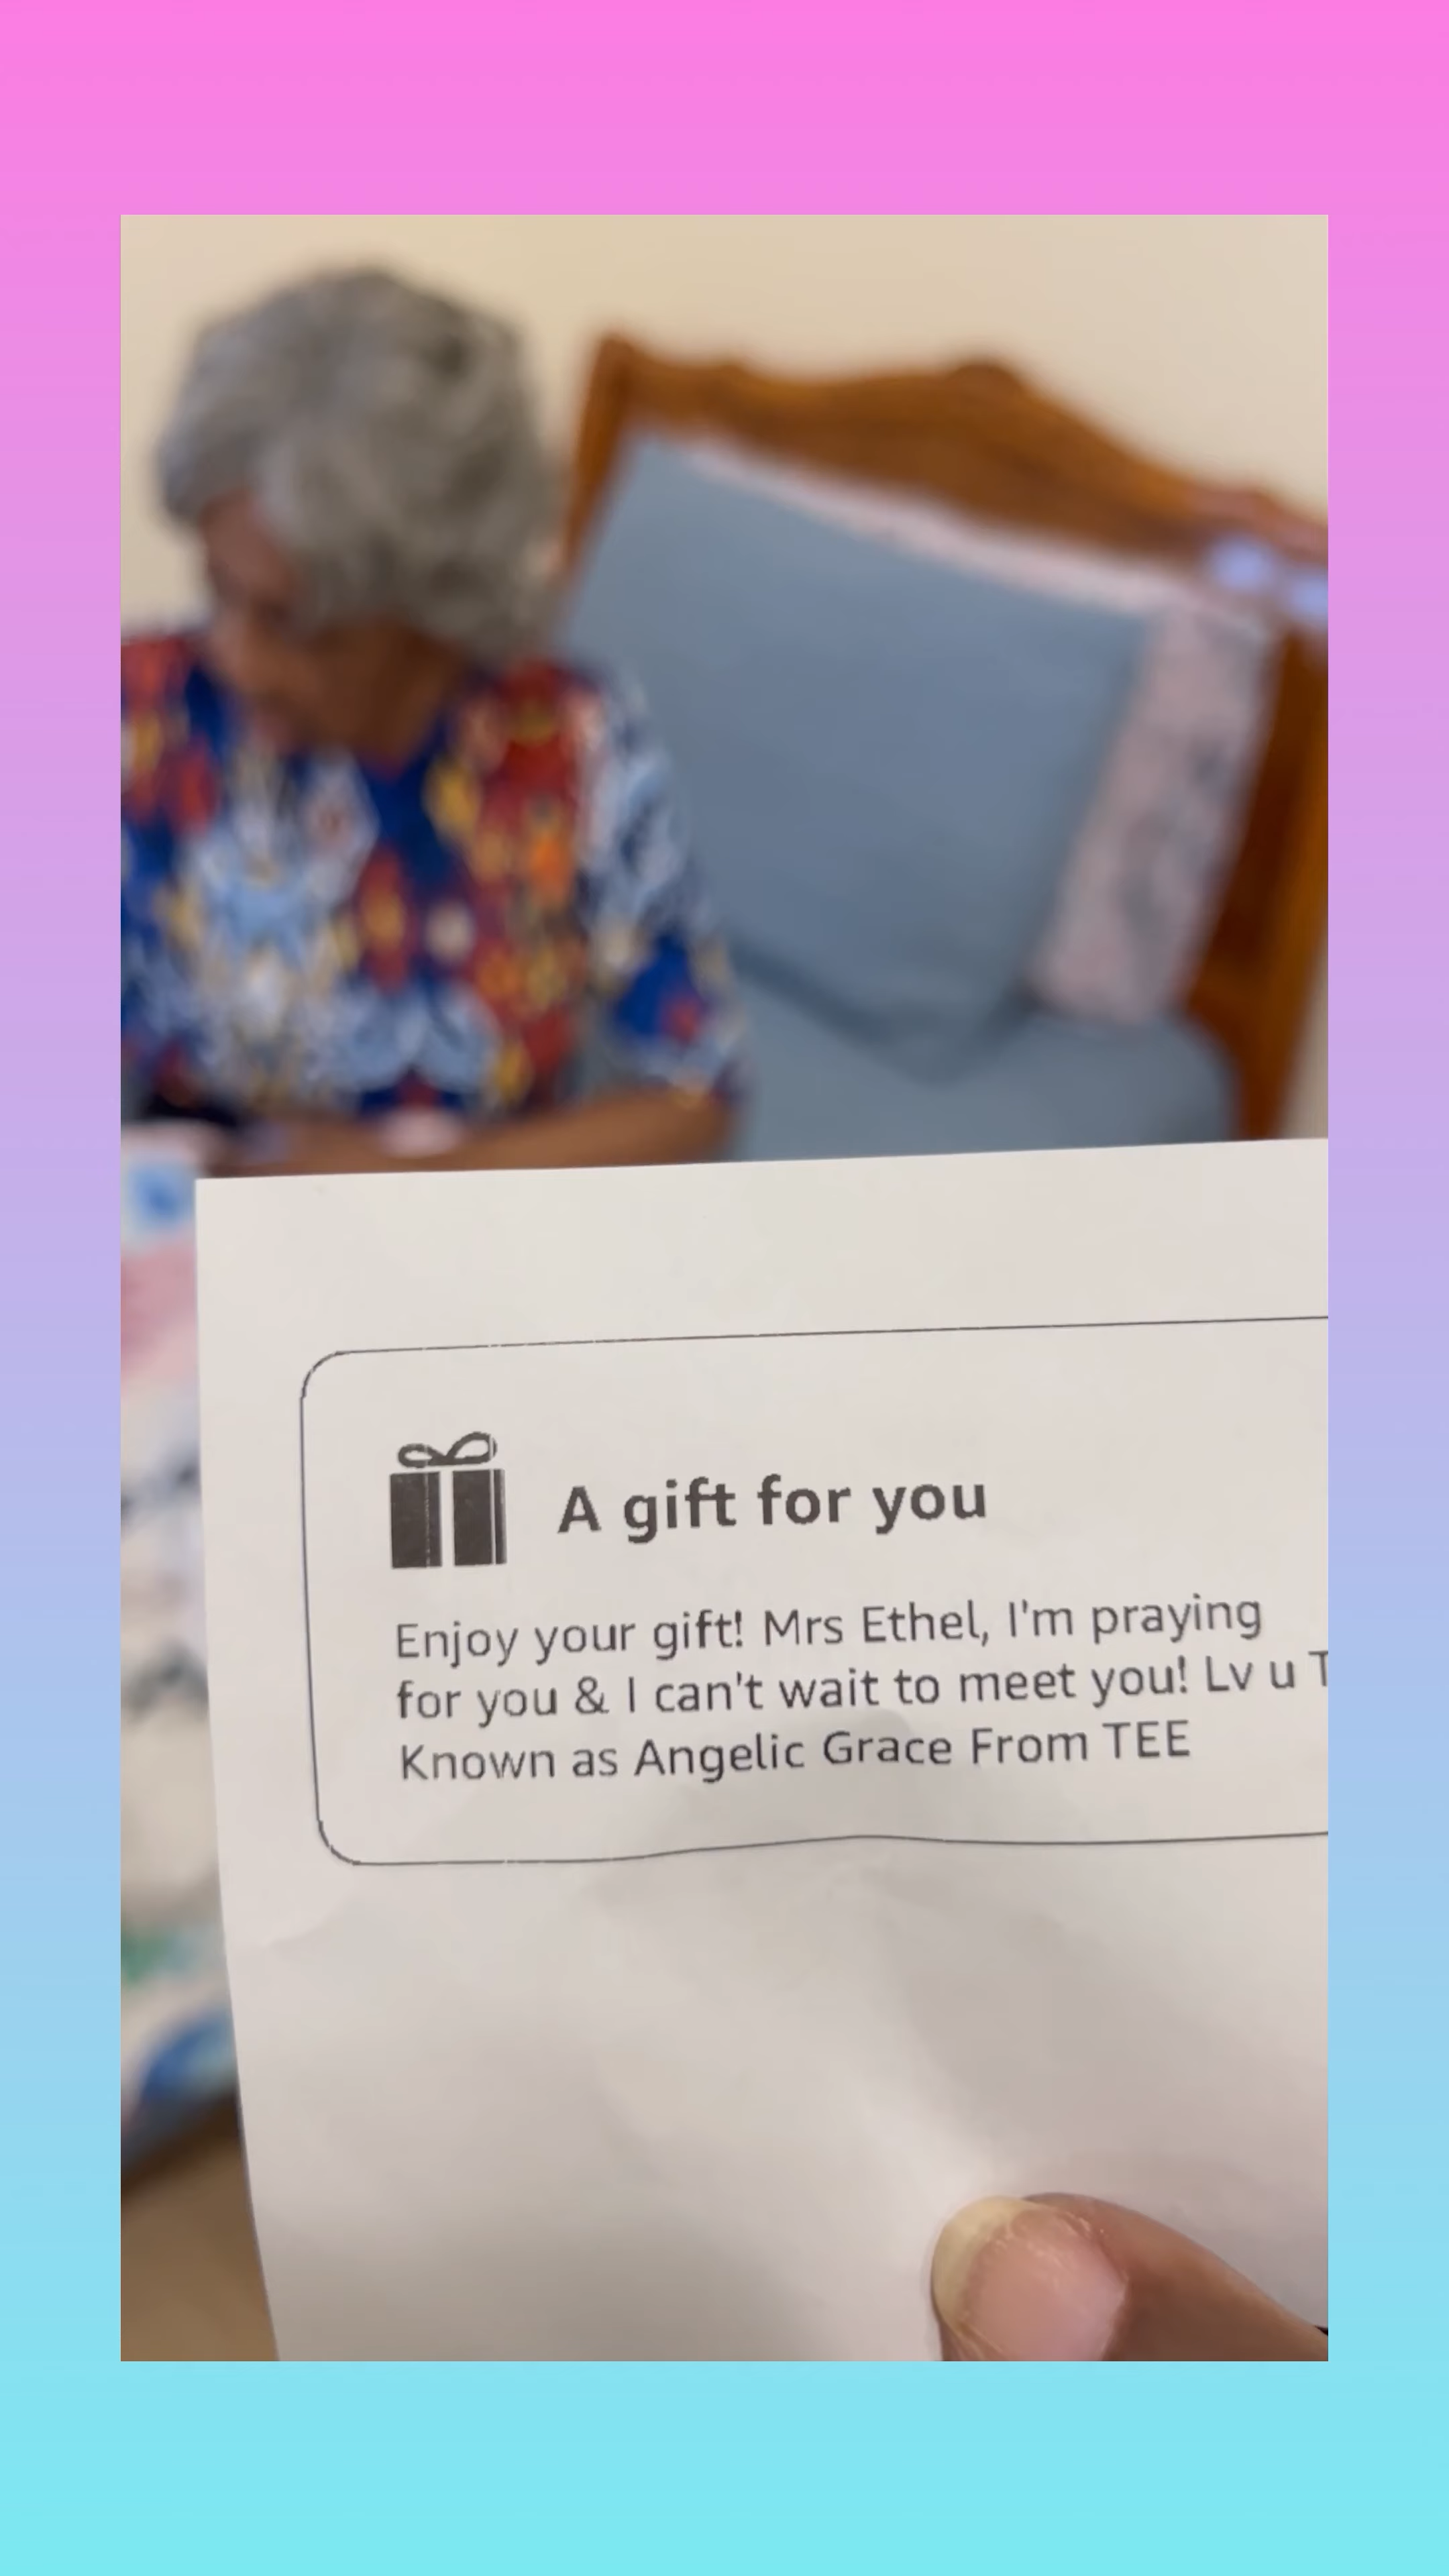 A gift for you
Enjoy your gift! Mrs Ethel, I'm praying
for you & I can't wait to meet you! Lv u
Known as Angelic Grace From TEE